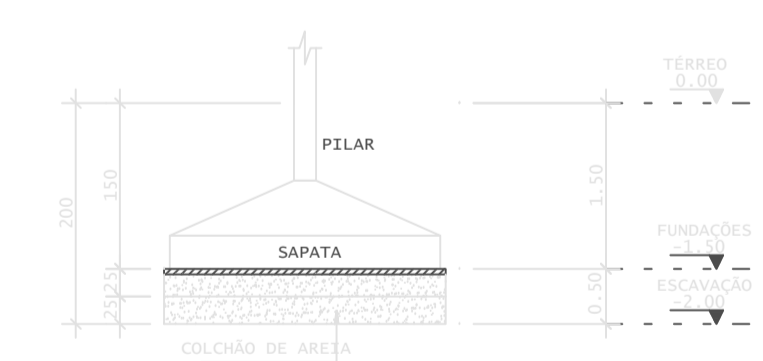 TÉRREO
0.00
PILAR
150
1.50
200
FUNDAÇÕES
-1.50
SAPATA
25
25
0.50
ESCAVAÇÃO
-2.00
COLCHÃO DE AREIA